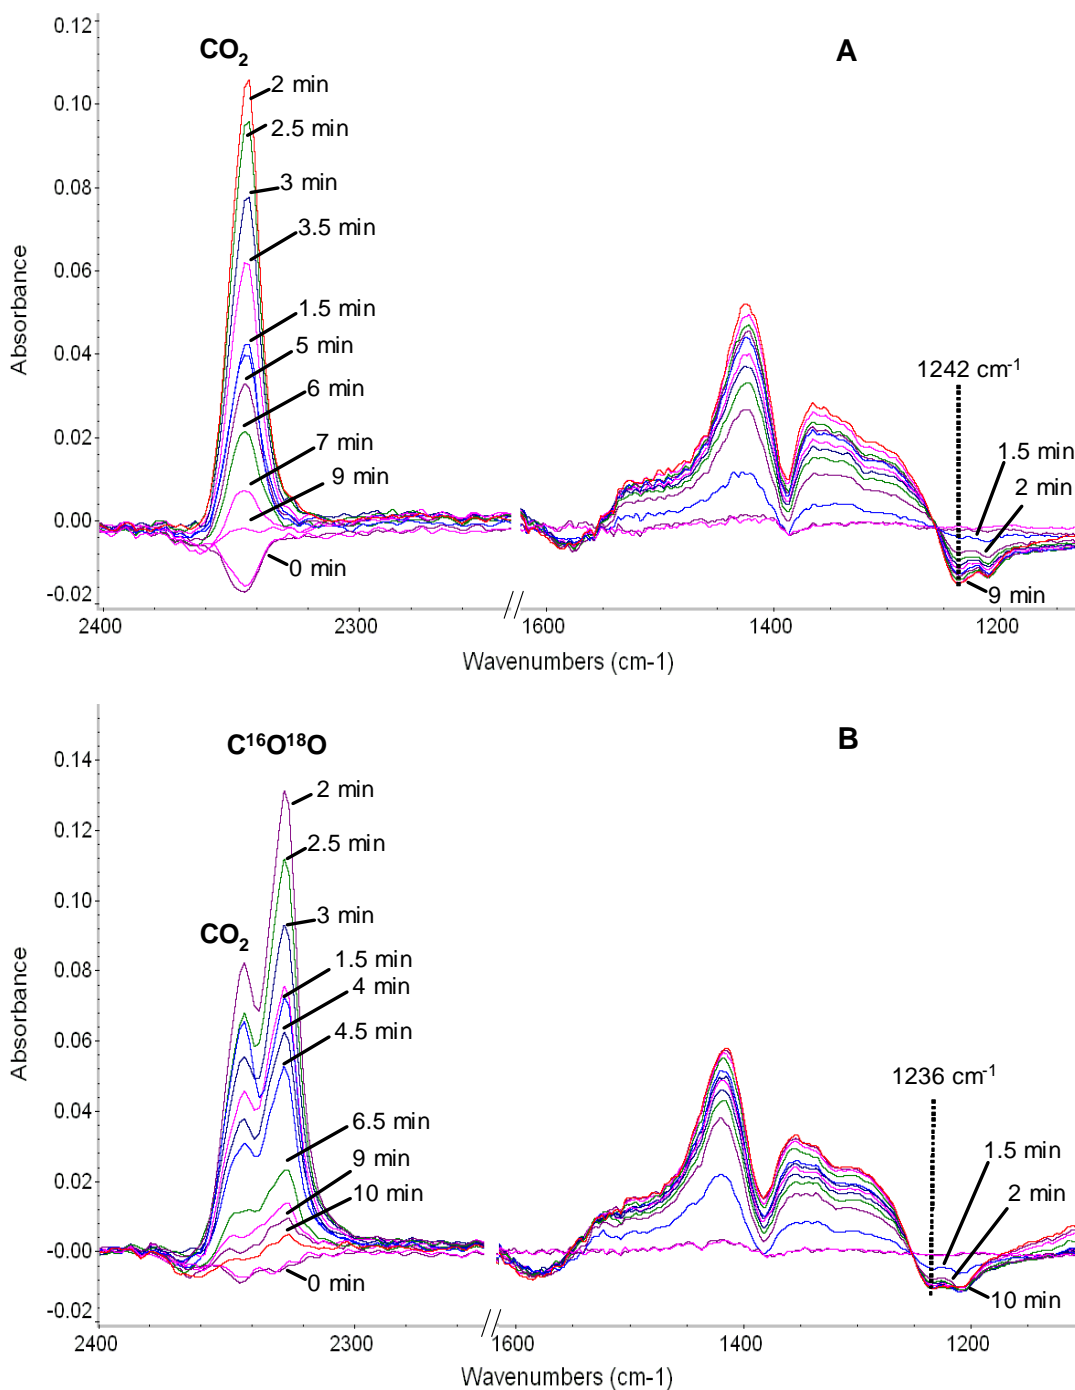 0.12
0.10
0.08
0.06
0.04
0.02
0.00
-0.02
Absorbance
CO2
A
2 min
2.5 min
3 min
3.5 min
1.5 min
5 min
6 min
7 min
9 min
0 min
1242 cm-1
1.5 min
2 min
9 min
2400
2300
//
1600
1400
1200
Wavenumbers (cm-1)
0.14
0.12
0.10
0.08
0.06
0.04
0.02
-0.00
-0.02
Absorbance
C16O18O
B
CO2
2 min
2.5 min
3 min
1.5 min
4 min
4.5 min
6.5 min
9 min
10 min
0 min
1236 cm-1
1.5 min
2 min
10 min
2400
2300
//
1600
1400
1200
Wavenumbers (cm-1)